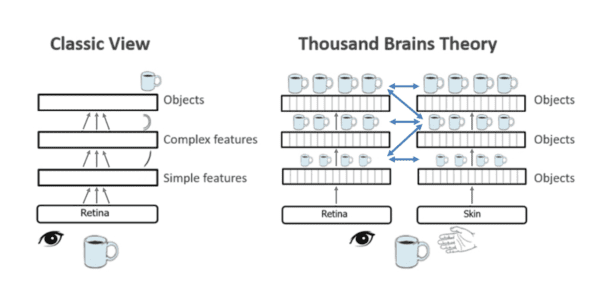 Classic View
Objects
Complex features
Simple features
Retina
Thousand Brains Theory
Objects
Objects
Objects
Retina
Skin